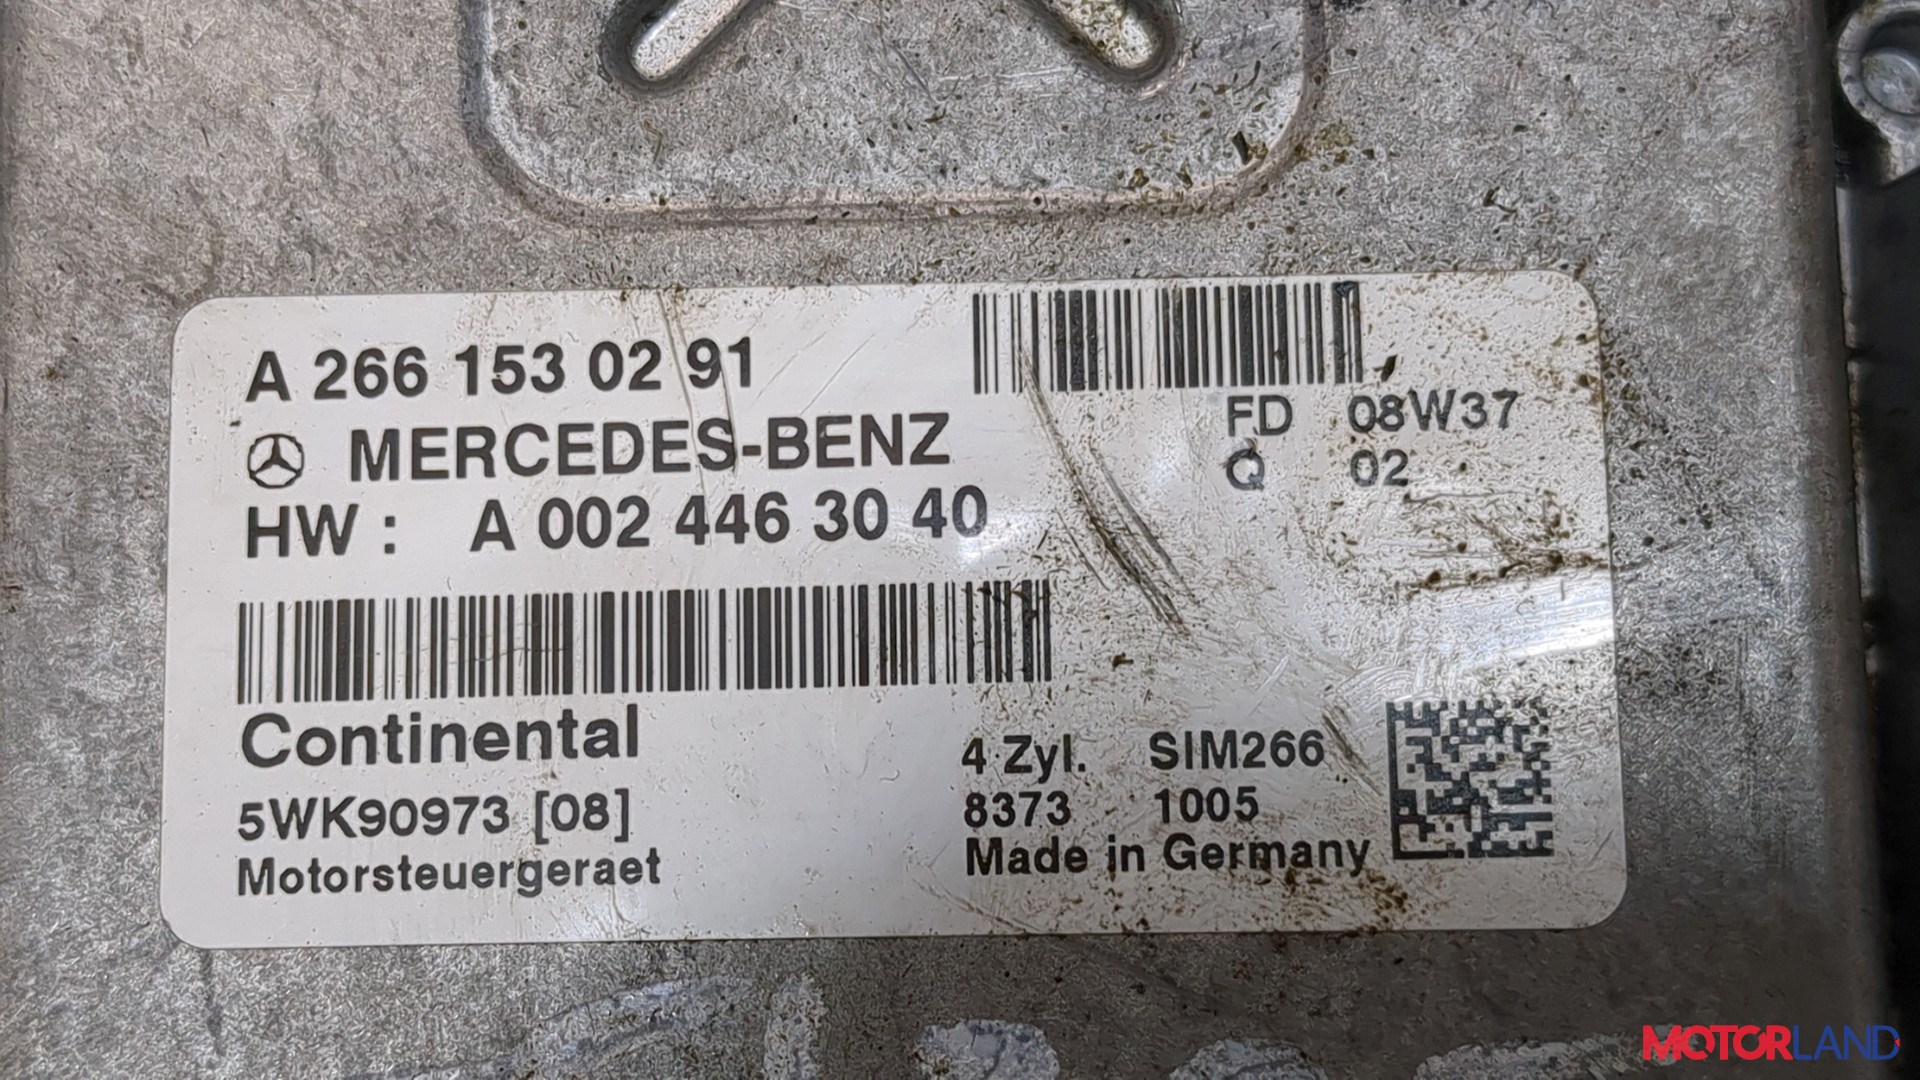 A 266 153 02 91
MERCEDES-BENZ
HW : A 002 446 30 40
FD 08W37
Q 02
Continental
5WK90973 [08]
Motorsteuergeraet
4 Zyl. SIM266
8373 1005
Made in Germany
MOTORLAND